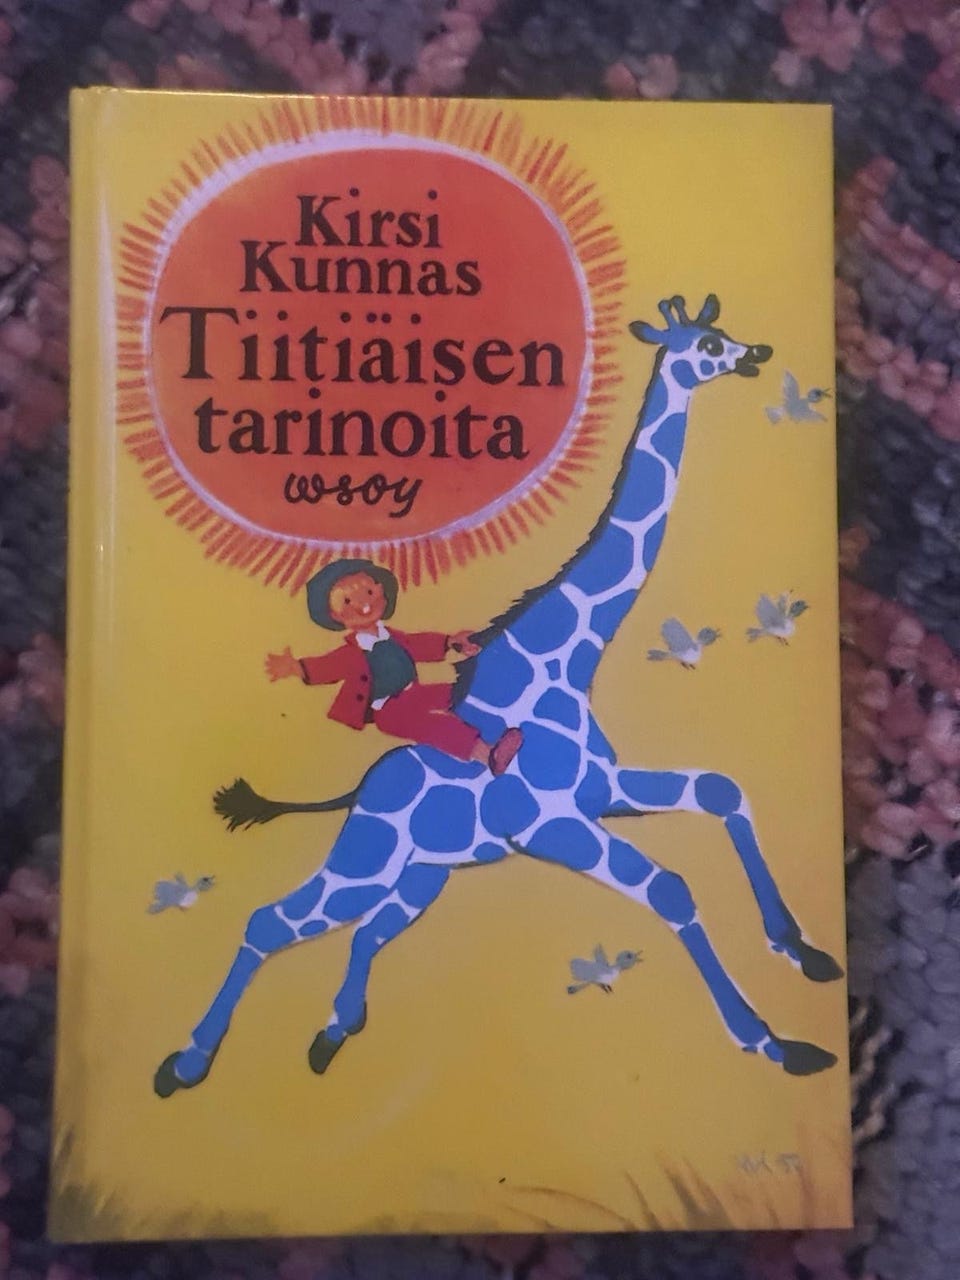 Kirsi
Kunnas
Tiitiäisen
tarinoita
wsoy